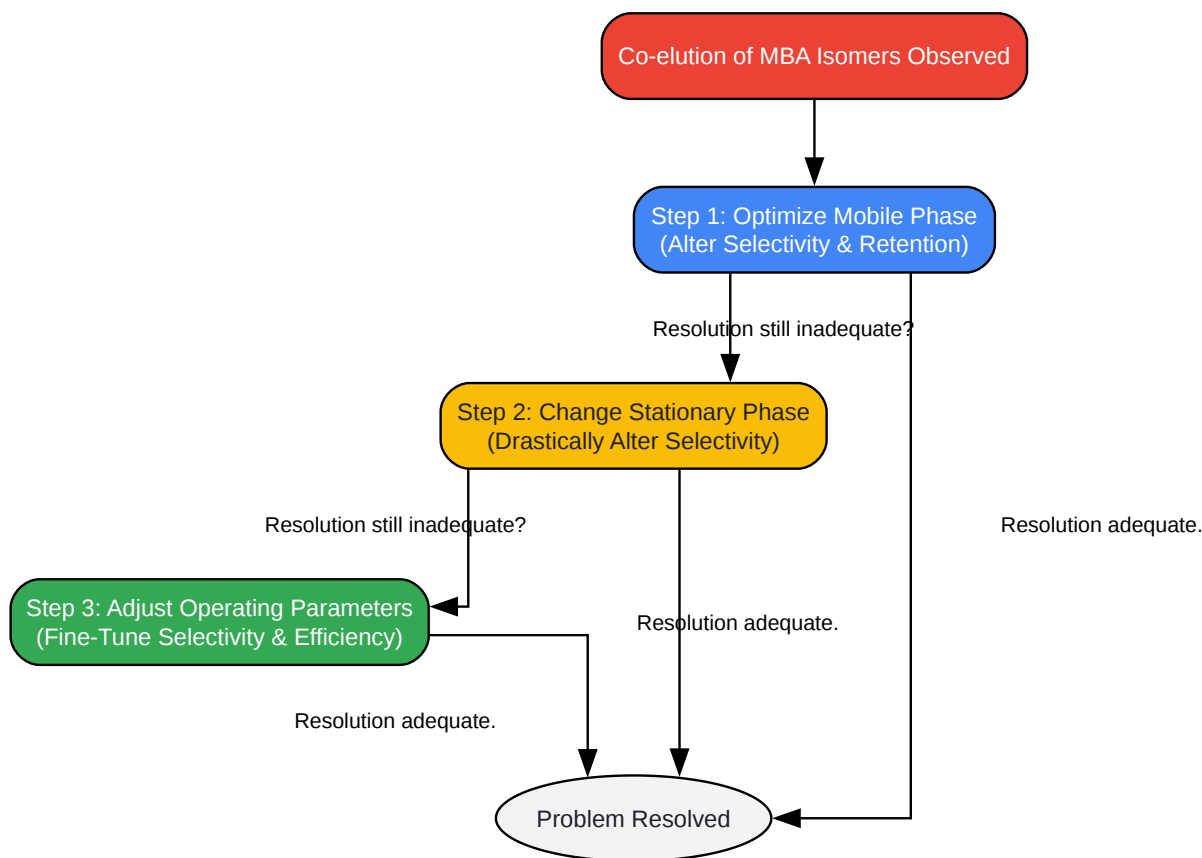 Co-elution of MBA Isomers Observed
Step 1: Optimize Mobile Phase
(Alter Selectivity & Retention)
Resolution still inadequate?
Step 2: Change Stationary Phase
(Drastically Alter Selectivity)
Resolution still inadequate?
Resolution adequate.
Step 3: Adjust Operating Parameters
(Fine-Tune Selectivity & Efficiency)
Resolution adequate.
Resolution adequate.
Problem Resolved